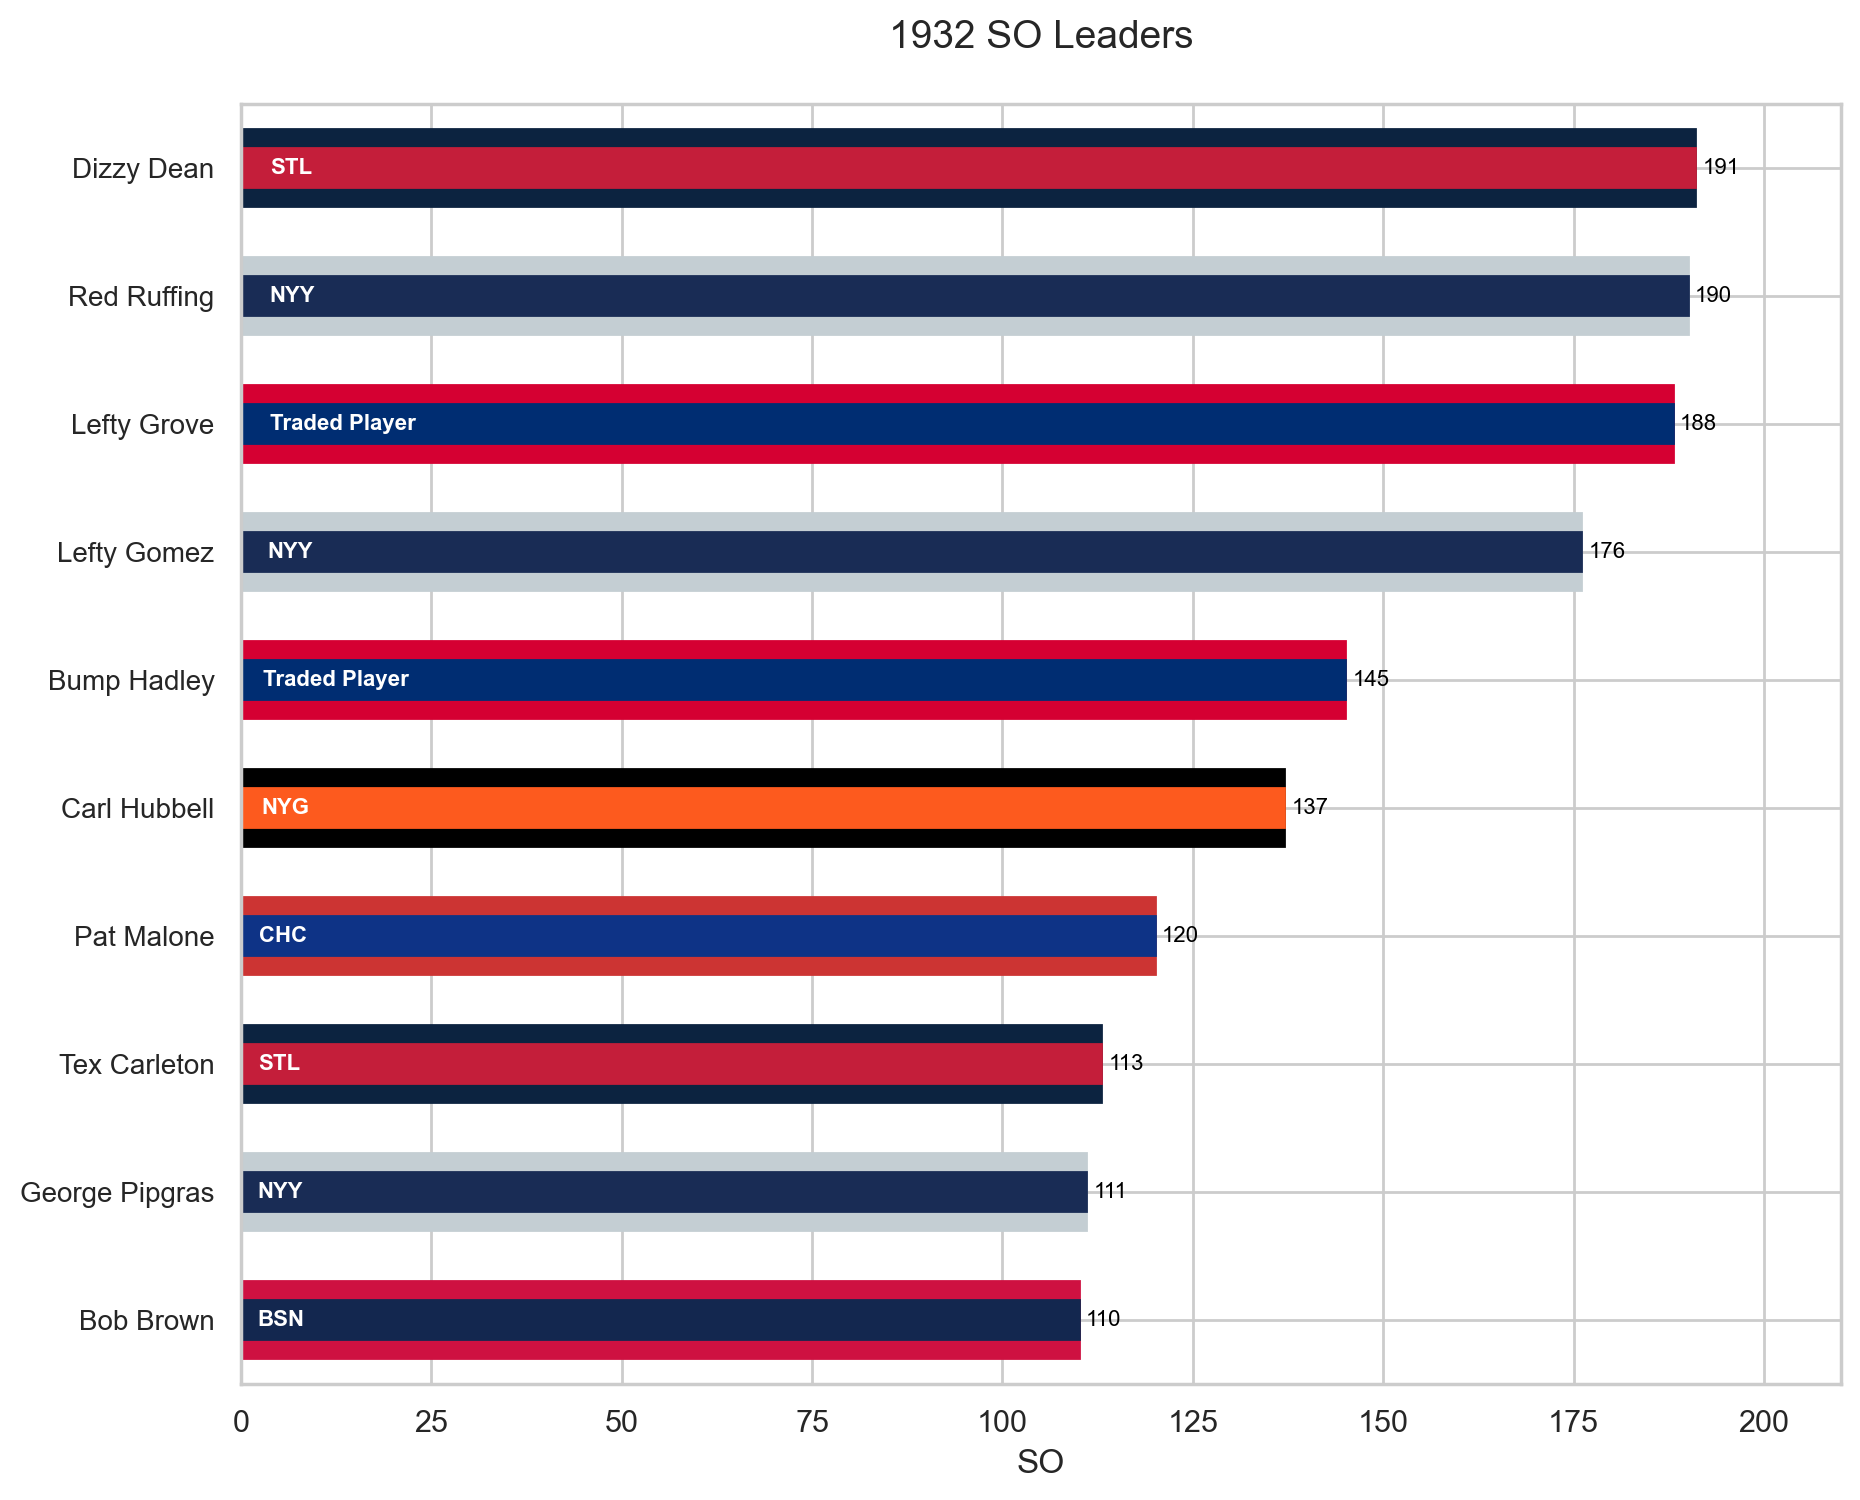 1932 SO Leaders
Dizzy Dean STL 191
Red Ruffing NYY 190
Lefty Grove Traded Player 188
Lefty Gomez NYY 176
Bump Hadley Traded Player 145
Carl Hubbell NYG 137
Pat Malone CHC 120
Tex Carleton STL 113
George Pipgras NYY 111
Bob Brown BSN 110
0 25 50 75 100 125 150 175 200
SO